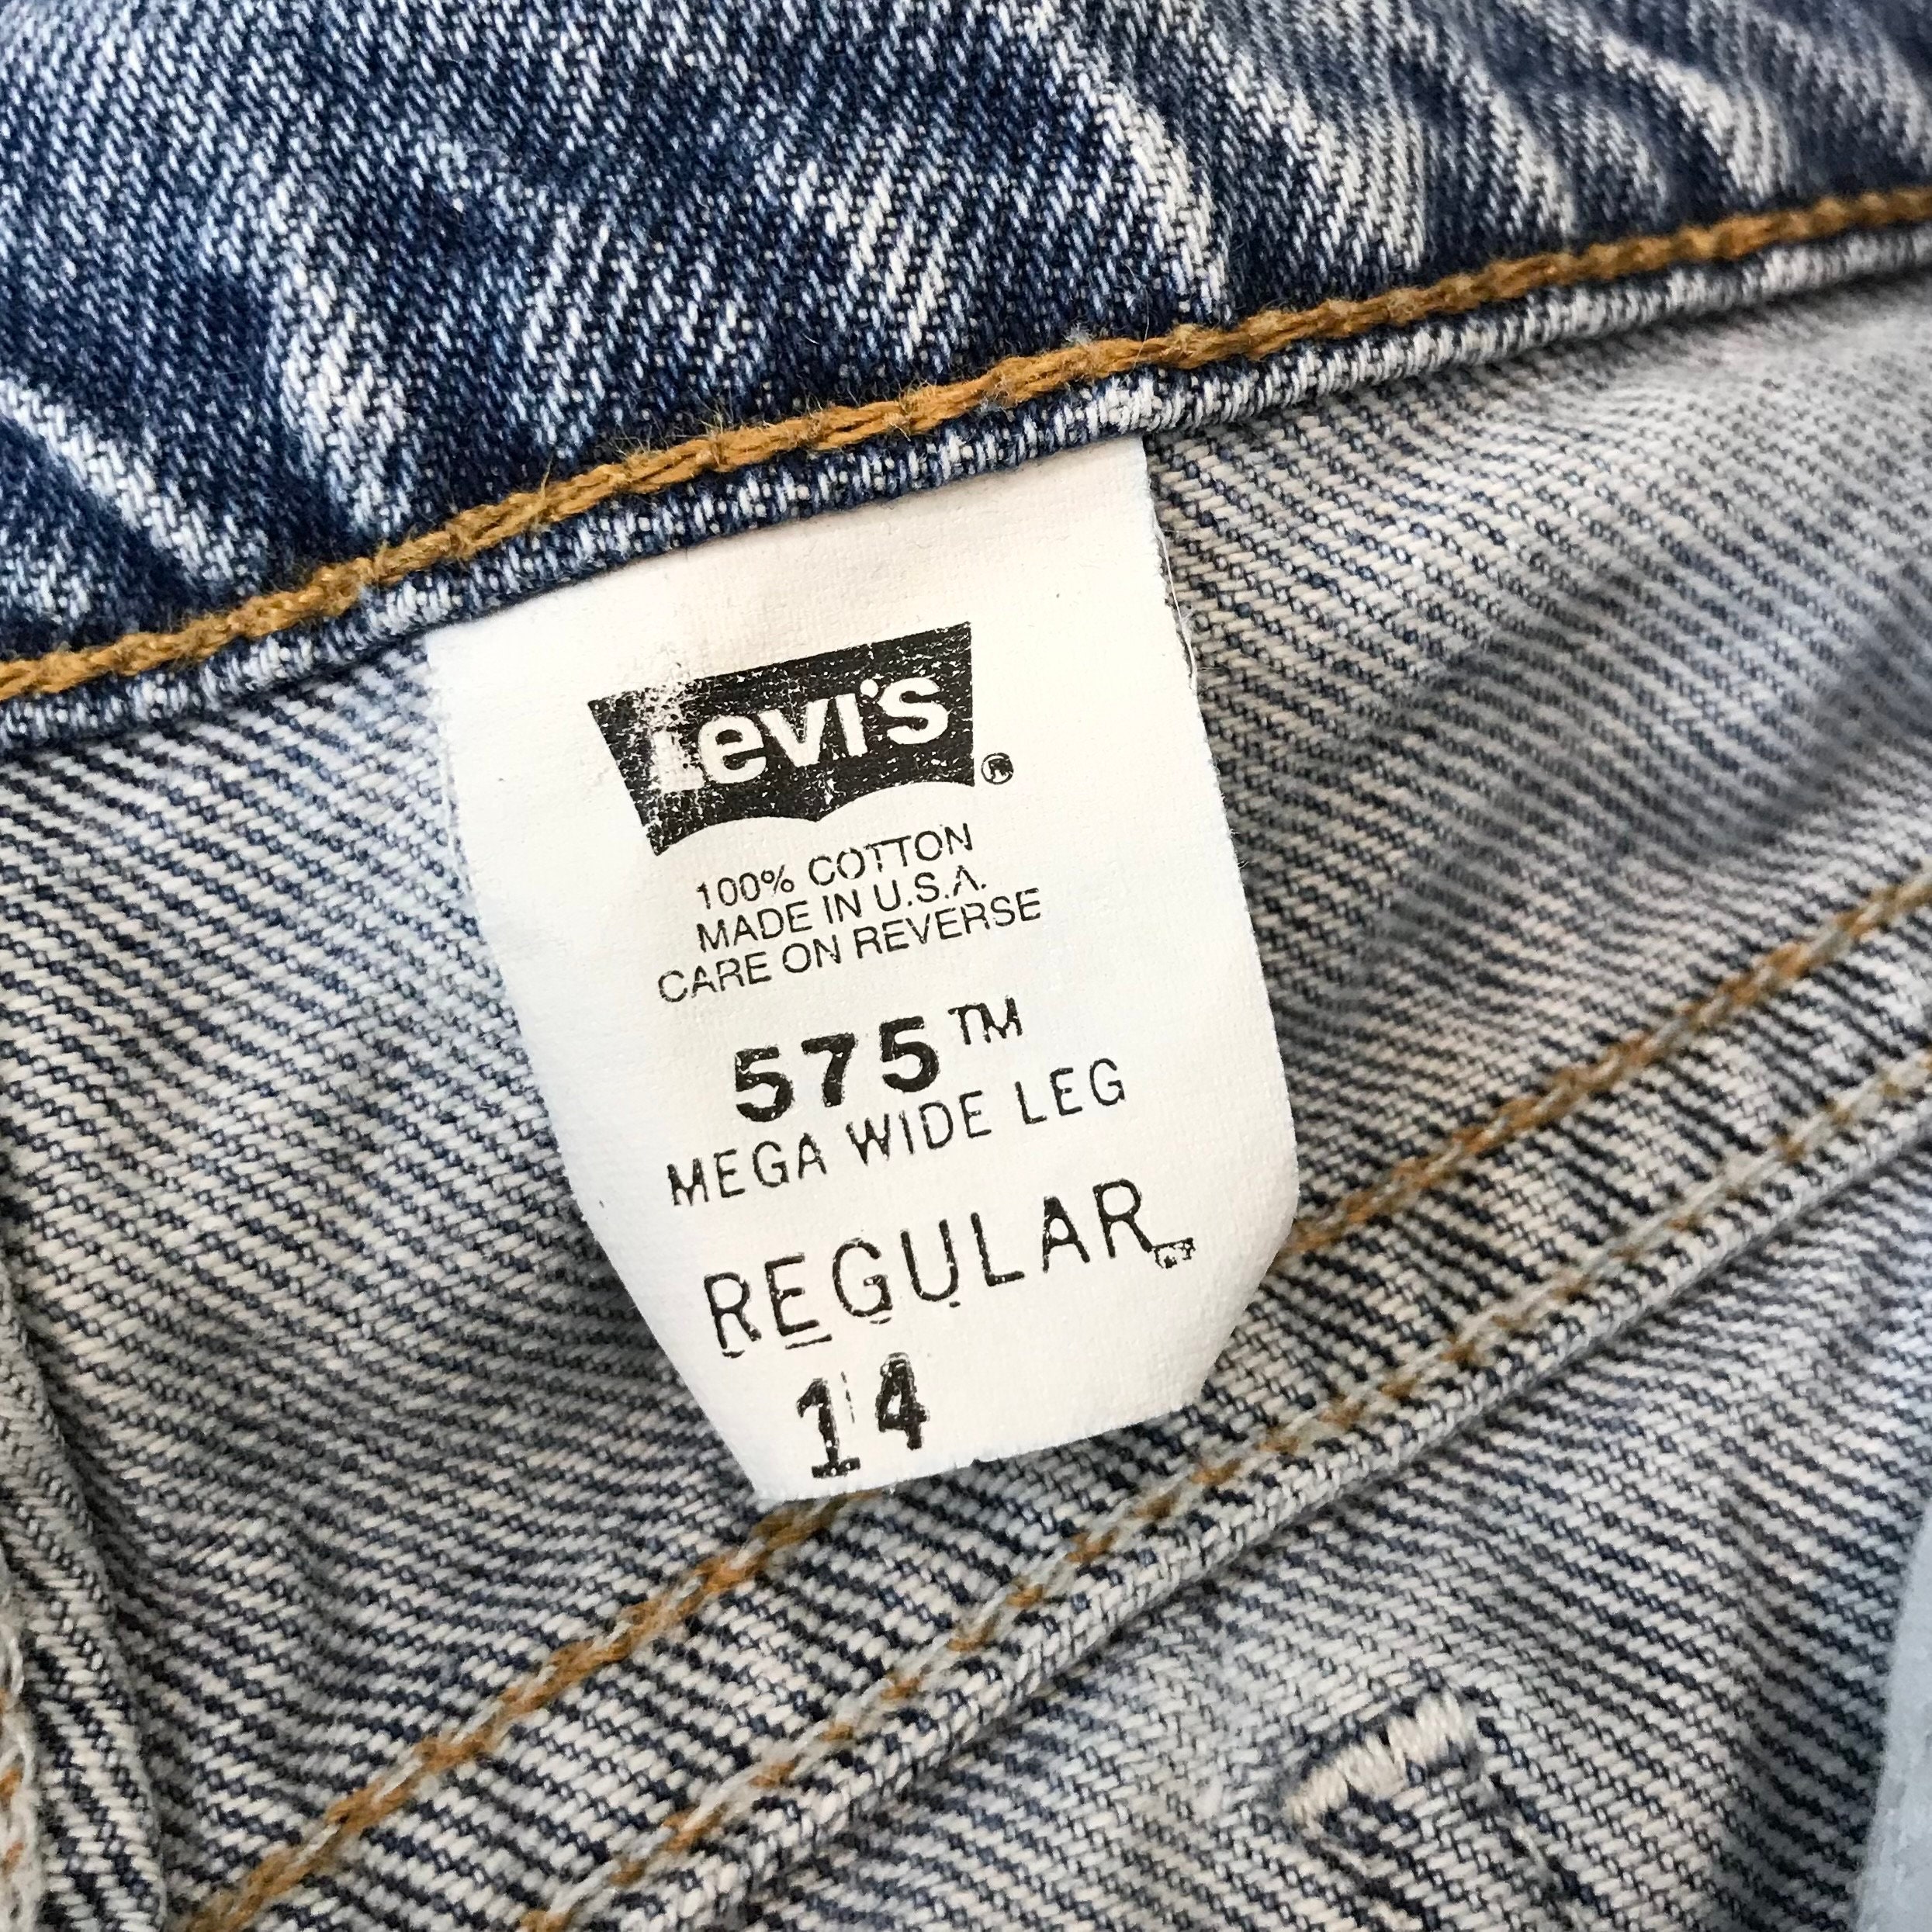 Levi's ®
100% COTTON
MADE IN U.S.A.
CARE ON REVERSE
575™
MEGA WIDE LEG
REGULAR
14